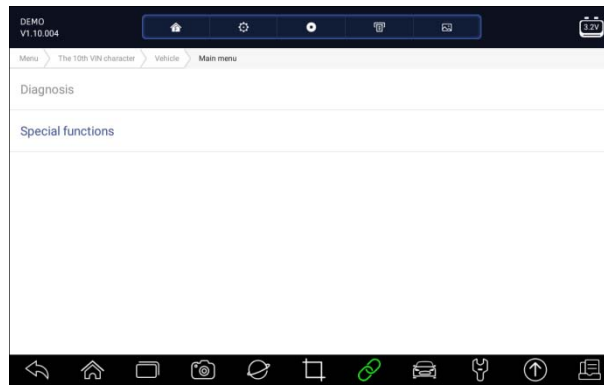 DEMO
V1.10.004
3.2V
Menu The 10th VIN character Vehicle Main menu
Diagnosis
Special functions